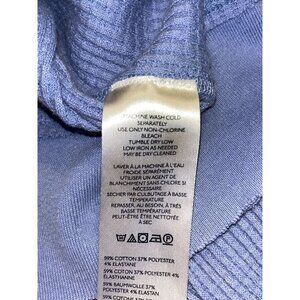 MACHINE WASH COLD
SEPARATELY
USE ONLY NON-CHLORINE
BLEACH
TUMBLE DRY LOW
LOW IRON AS NEEDED
MAY BE DRY CLEANED
LAVER À LA MACHINE À L'EAU
FROIDE SÉPARÉMENT
UTILISER UN AGENT DE
BLANCHIMENT SANS CHLORE SI
NÉCESSAIRE
SÉCHER PAR CULBUTAGE À BASSE
TEMPÉRATURE
REPASSER, AU BESOIN, À TRÈS
BASSE TEMPÉRATURE
PEUT-ÊTRE ÊTRE NETTOYÉ
À SEC
59% COTTON 37% POLYESTER
4% ELASTANE
59% COTON 37% POLYESTER 4%
ÉLASTHANNE
59% BAUMWOLLE 37%
POLYESTER 4% ELASTAN